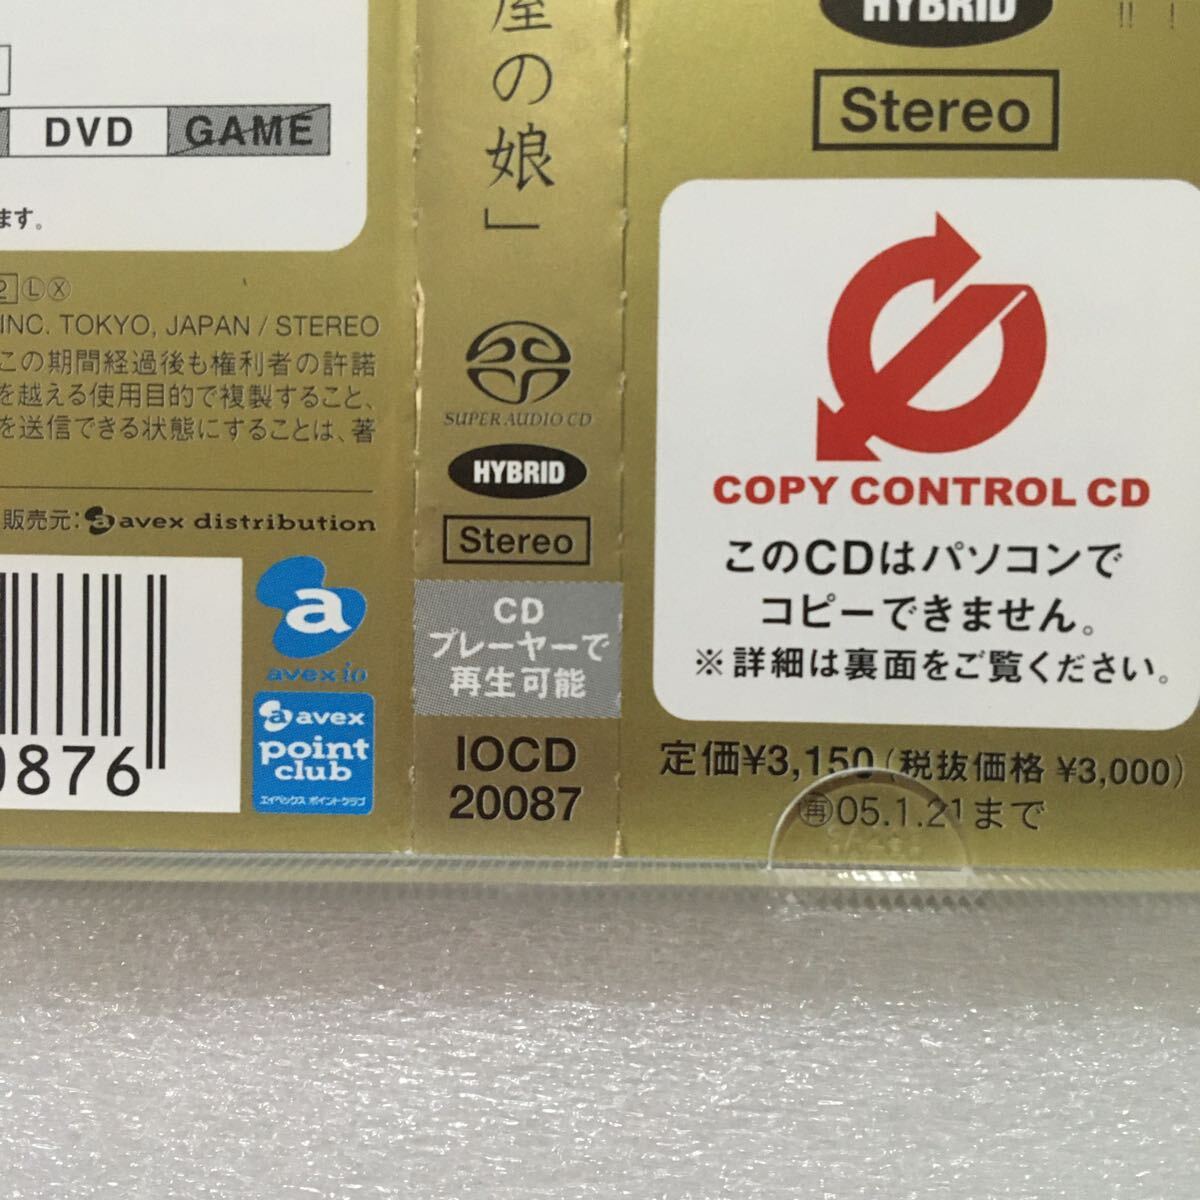 DVD GAME
ます。
2 L X
INC. TOKYO, JAPAN / STEREO
この期間経過後も権利者の許諾
を越える使用目的で複製すること、
を送信できる状態にすることは、著
販売元: avex distribution
a
avex io
a avex
point
club
エイベックス ポイントクラブ
0876
屋の娘」
SUPER AUDIO CD
HYBRID
Stereo
CD
プレーヤーで
再生可能
IOCD
20087
HYBRID
!! !
Stereo
COPY CONTROL CD
このCDはパソコンで
コピーできません。
※詳細は裏面をご覧ください。
定価¥3,150(税抜価格 ¥3,000)
再05.1.21まで